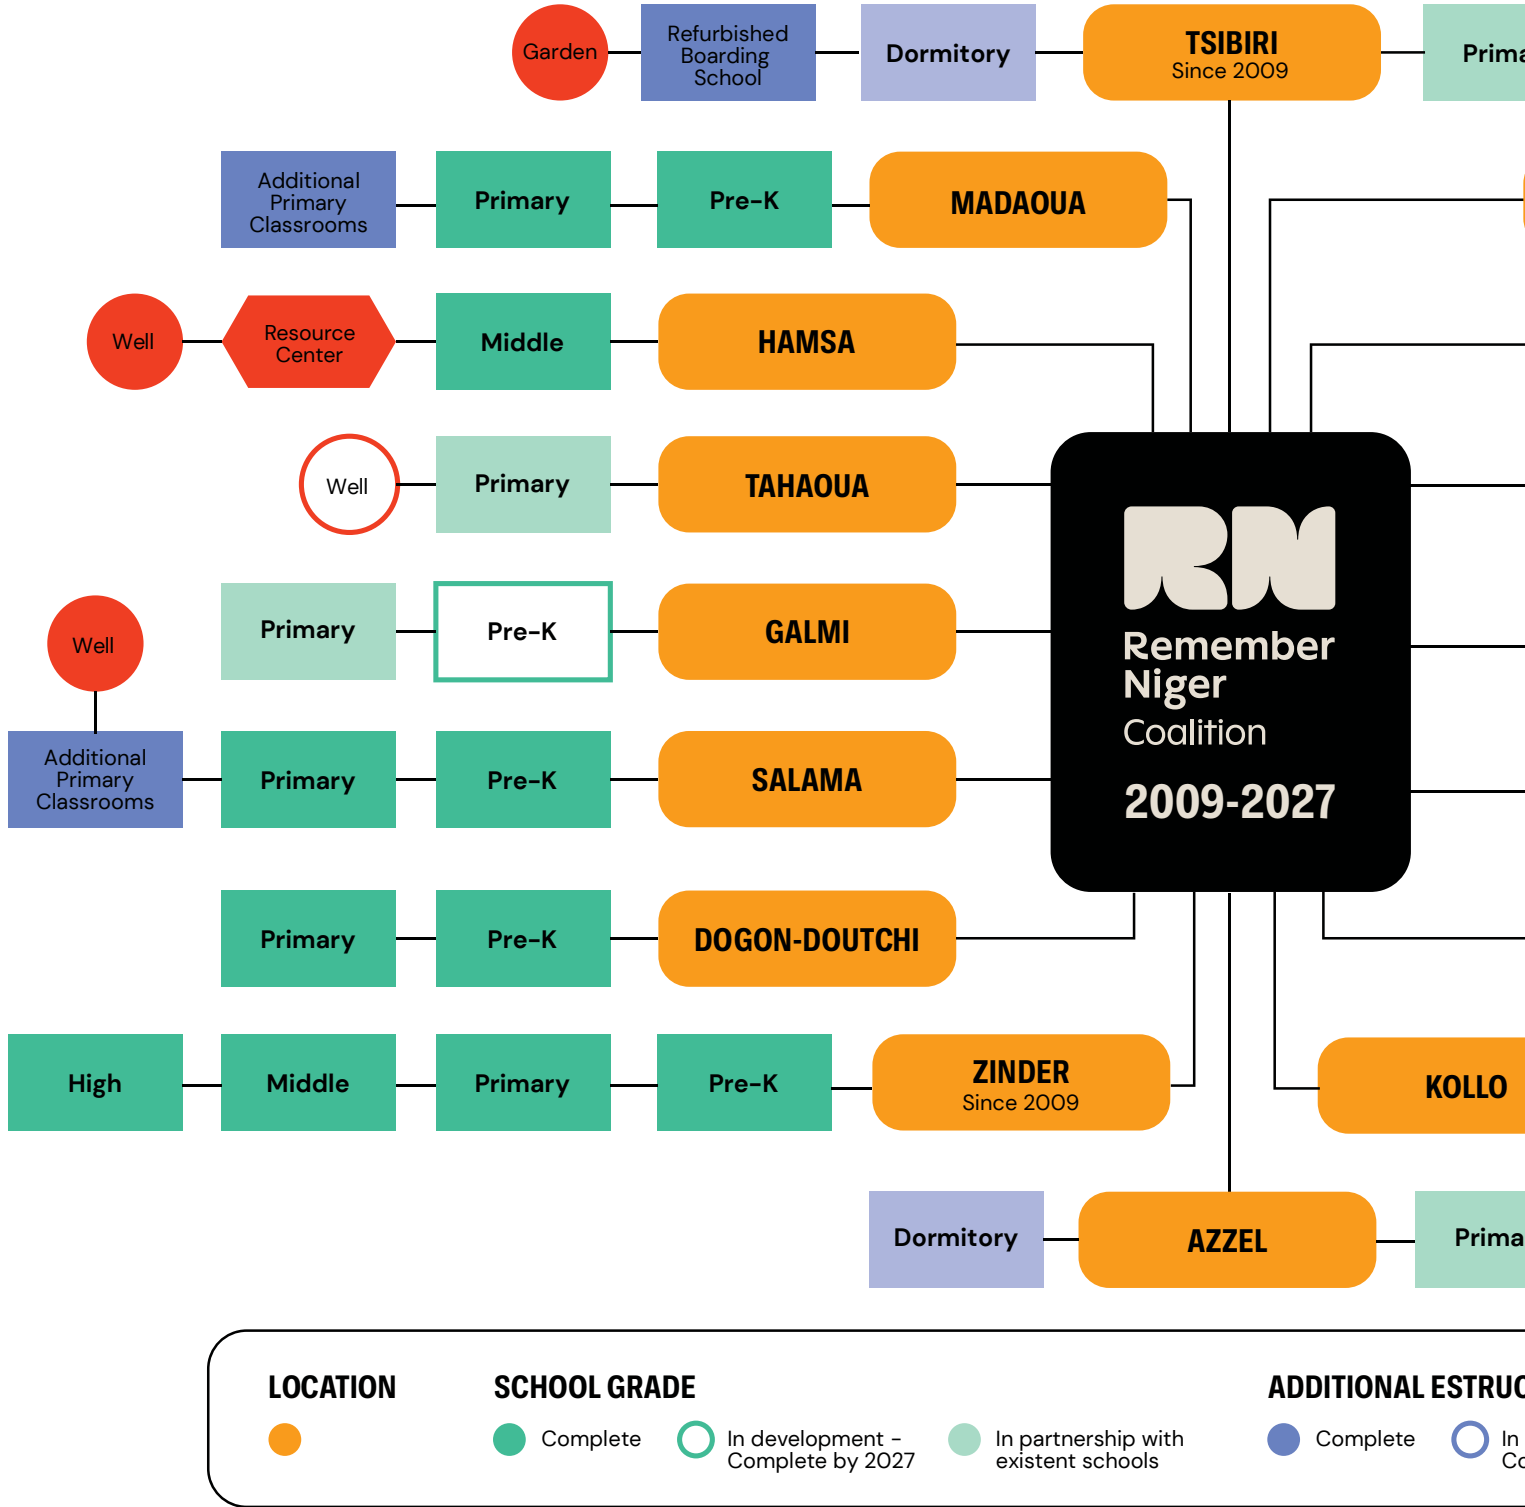 Garden
Refurbished
Boarding
School
Dormitory
TSIBIRI
Since 2009
Additional
Primary
Classrooms
Primary
Pre-K
MADAOUA
Well
Resource
Center
Middle
HAMSA
Well
Primary
TAHAOUA
Primary
Pre-K
GALMI
Well
Additional
Primary
Classrooms
Primary
Pre-K
SALAMA
RN
Remember
Niger
Coalition
2009-2027
Primary
Pre-K
DOGON-DOUTCHI
High
Middle
Primary
Pre-K
ZINDER
Since 2009
KOLLO
Dormitory
AZZEL
LOCATION
SCHOOL GRADE
Complete
In development -
Complete by 2027
In partnership with
existent schools
ADDITIONAL
Complete
In